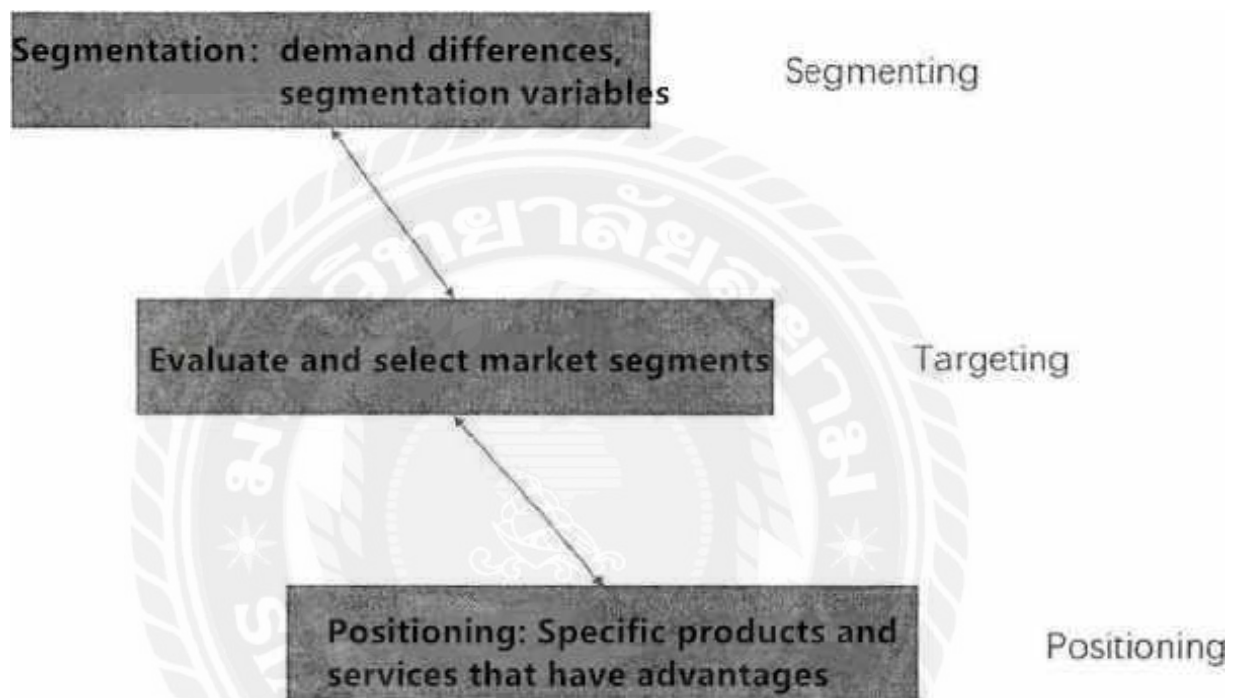 Segmentation: demand differences,
segmentation variables
Segmenting
Evaluate and select market segments
Targeting
Positioning: Specific products and
services that have advantages
Positioning